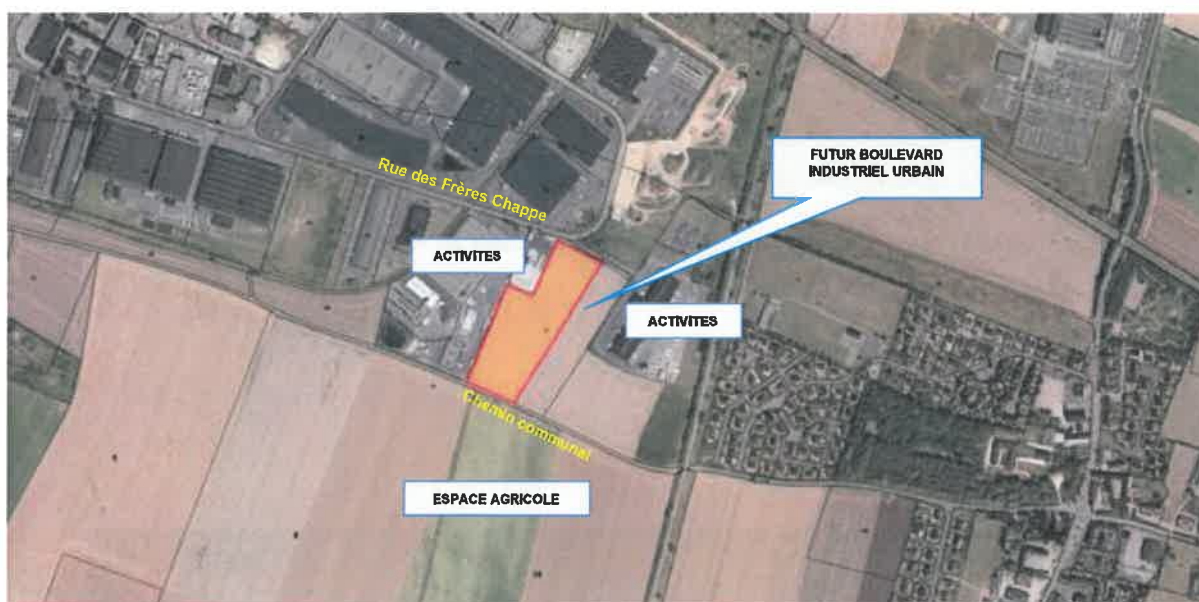 FUTUR BOULEVARD
INDUSTRIEL URBAIN
Rue des Frères Chappe
ACTIVITES
ACTIVITES
Chemin communal
ESPACE AGRICOLE